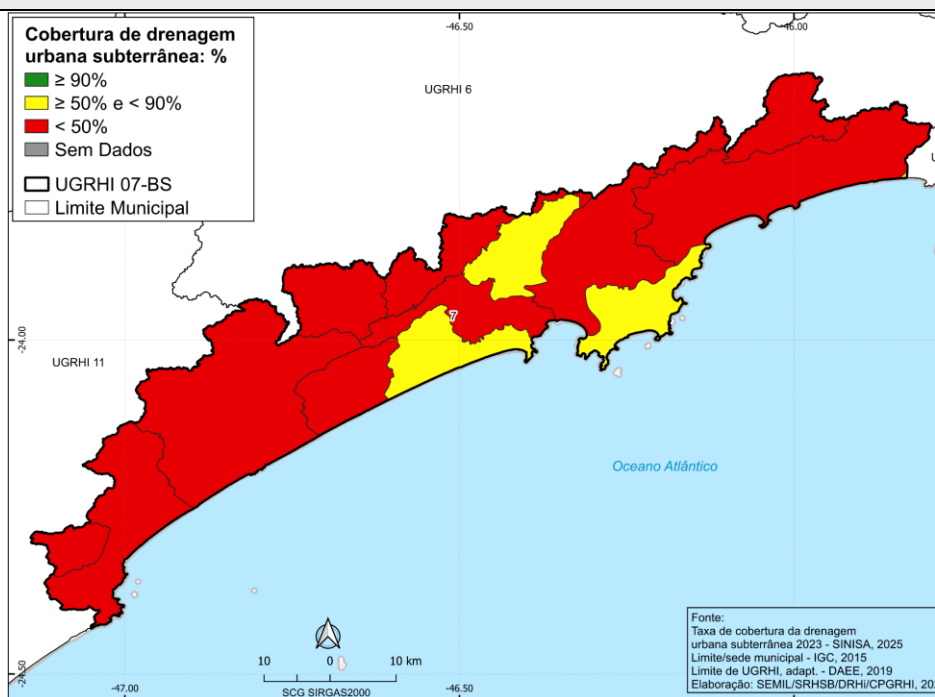 Cobertura de drenagem
urbana subterrânea: %
≥ 90%
≥ 50% e < 90%
< 50%
Sem Dados
UGRHI 07-BS
Limite Municipal
-46.50
-46.00
UGRHI 6
7
-24.00
UGRHI 11
Oceano Atlântico
10 0 10 km
SCG SIRGAS2000
-24.50
-47.00
-46.50
Fonte:
Taxa de cobertura da drenagem
urbana subterrânea 2023 - SINISA, 2025
Limite/sede municipal - IGC, 2015
Limite de UGRHI, adapt. - DAEE, 2019
Elaboração: SEMIL/SRHSB/DRHi/CPGRHI,